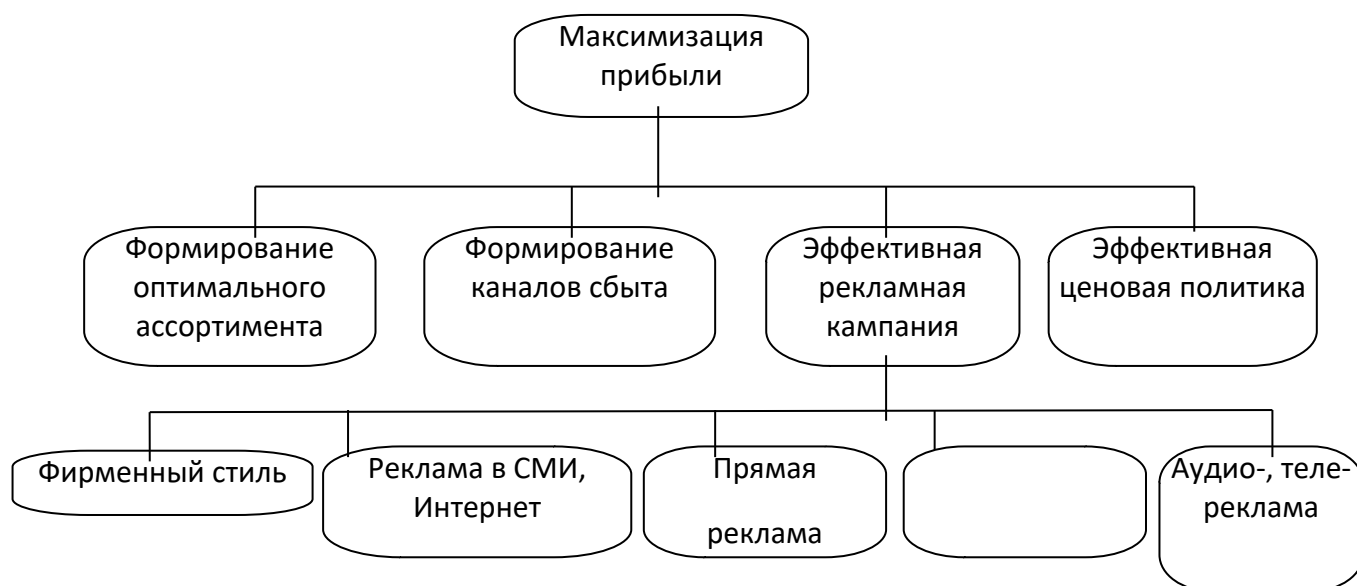 Максимизация
прибыли
Формирование
оптимального
ассортимента
Формирование
каналов сбыта
Эффективная
рекламная
кампания
Эффективная
ценовая политика
Фирменный стиль
Реклама в СМИ,
Интернет
Прямая
реклама
Аудио-, теле-
реклама